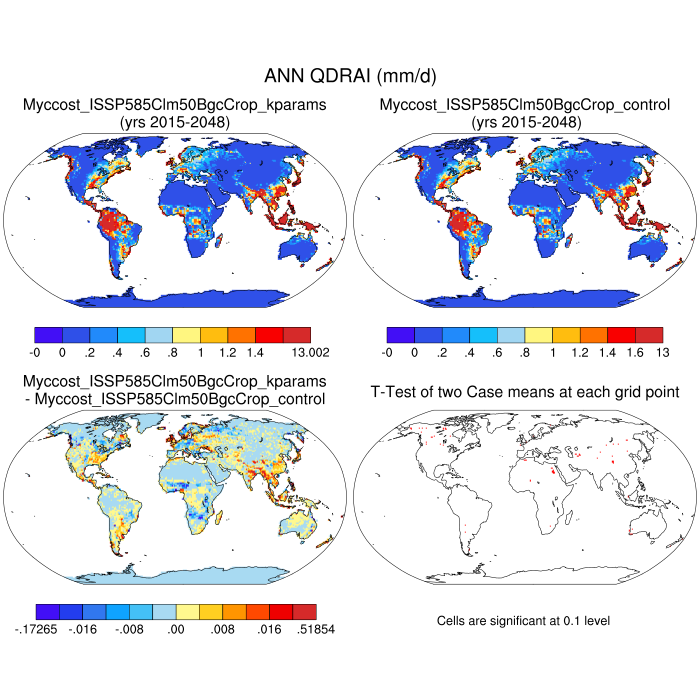 ANN QDRAI (mm/d)
Myccost_ISSP585Clm50BgcCrop_kparams
(yrs 2015-2048)
Myccost_ISSP585Clm50BgcCrop_control
(yrs 2015-2048)
-0 0 .2 .4 .6 .8 1 1.2 1.4 13.002
-0 0 .2 .4 .6 .8 1 1.2 1.4 1.6 13
Myccost_ISSP585Clm50BgcCrop_kparams
- Myccost_ISSP585Clm50BgcCrop_control
T-Test of two Case means at each grid point
-.17265 -.016 -.008 .00 .008 .016 .51854
Cells are significant at 0.1 level